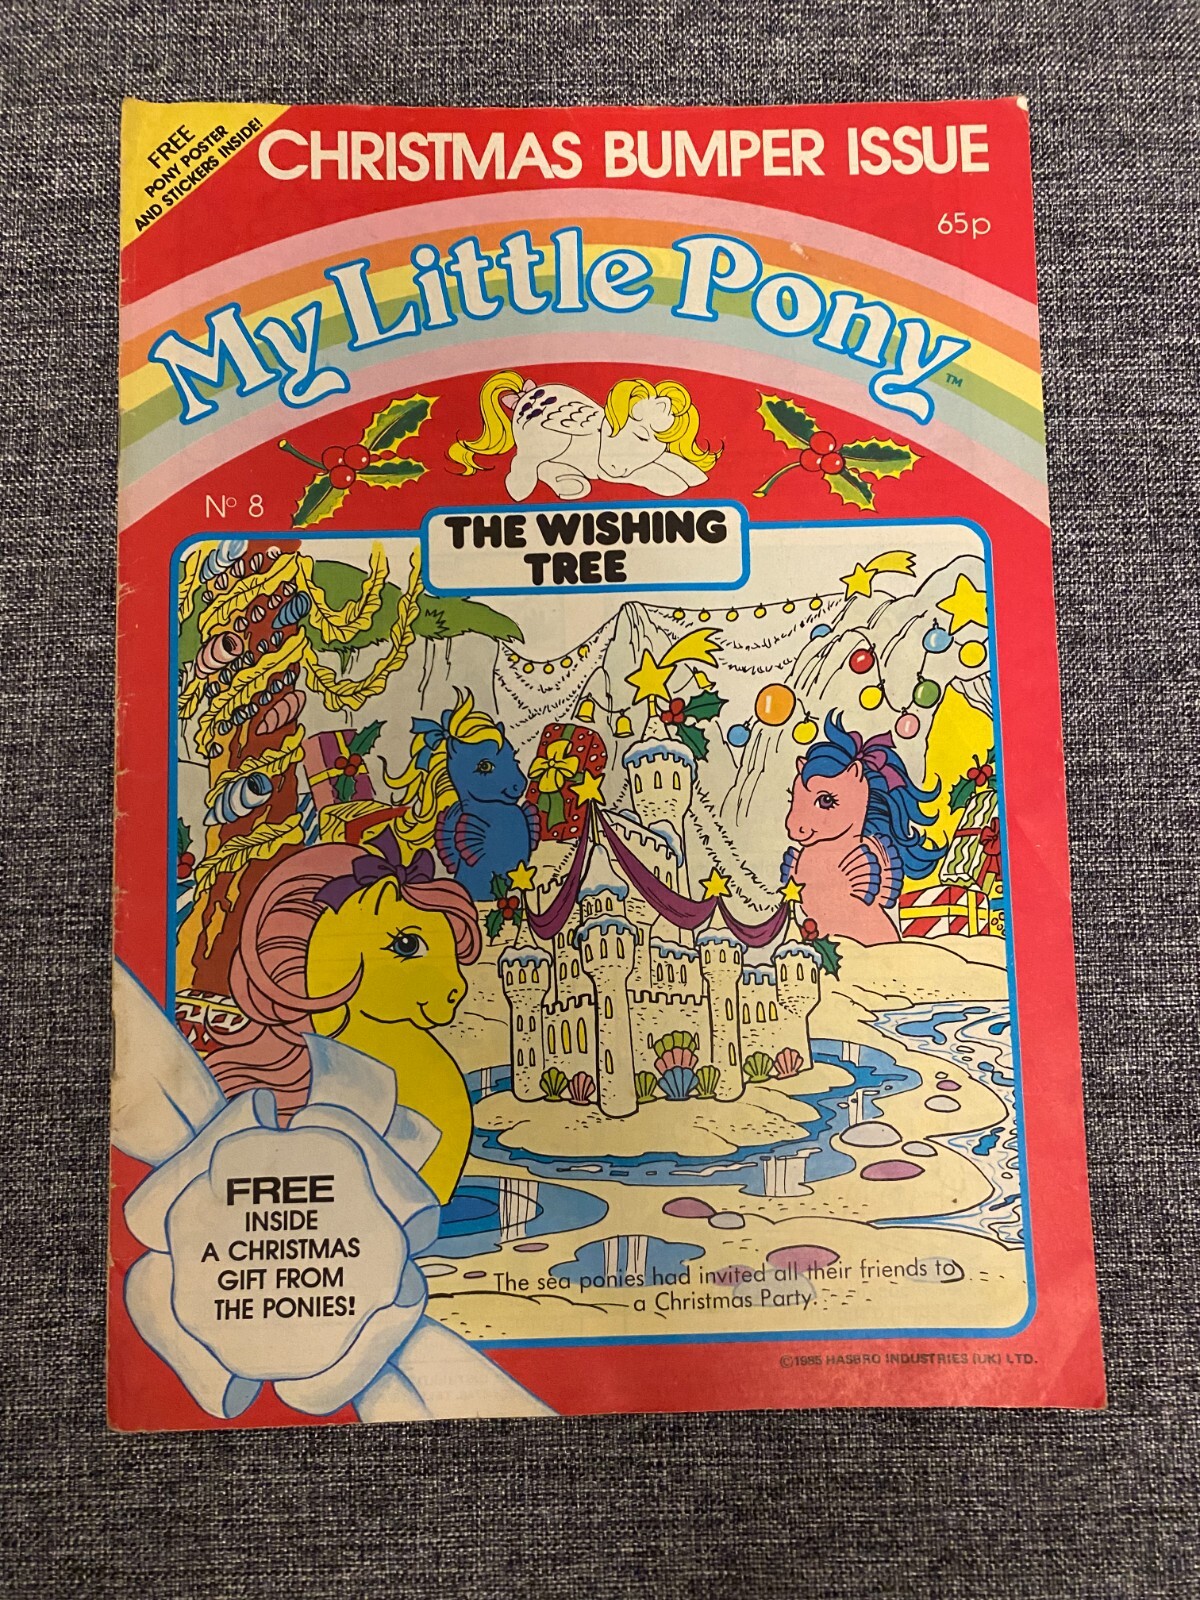 FREE
PONY POSTER
AND STICKERS INSIDE!
CHRISTMAS BUMPER ISSUE
65p
My Little Pony™
Nº 8
THE WISHING
TREE
FREE
INSIDE
A CHRISTMAS
GIFT FROM
THE PONIES!
The sea ponies had invited all their friends to
a Christmas Party.
©1985 HASBRO INDUSTRIES (UK) LTD.